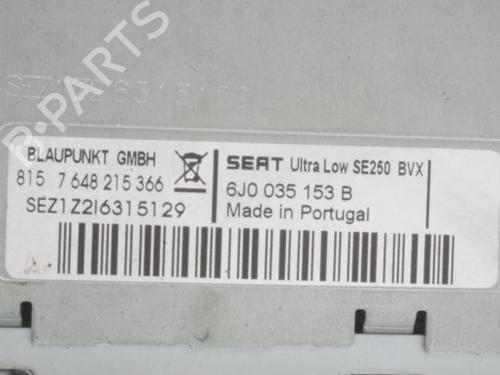 SEZ1Z2I6315129
B-PARTS
BLAUPUNKT GMBH
815 7 648 215 366
SEZ1Z2I6315129
SEAT Ultra Low SE250 BVX
6J0 035 153 B
Made in Portugal